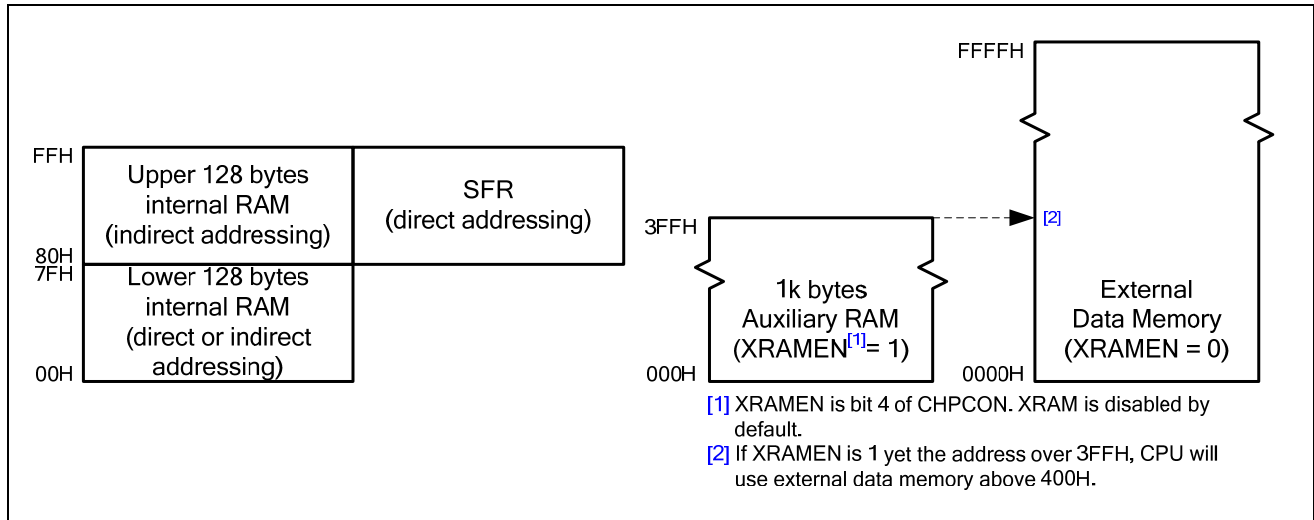 FFH
Upper 128 bytes
internal RAM
(indirect addressing)
SFR
(direct addressing)
80H
7FH
Lower 128 bytes
internal RAM
(direct or indirect
addressing)
00H
3FFH
1k bytes
Auxiliary RAM
(XRAMEN[1]= 1)
000H
FFFFH
[2]
External
Data Memory
(XRAMEN = 0)
0000H
[1] XRAMEN is bit 4 of CHPCON. XRAM is disabled by
default.
[2] If XRAMEN is 1 yet the address over 3FFH, CPU will
use external data memory above 400H.